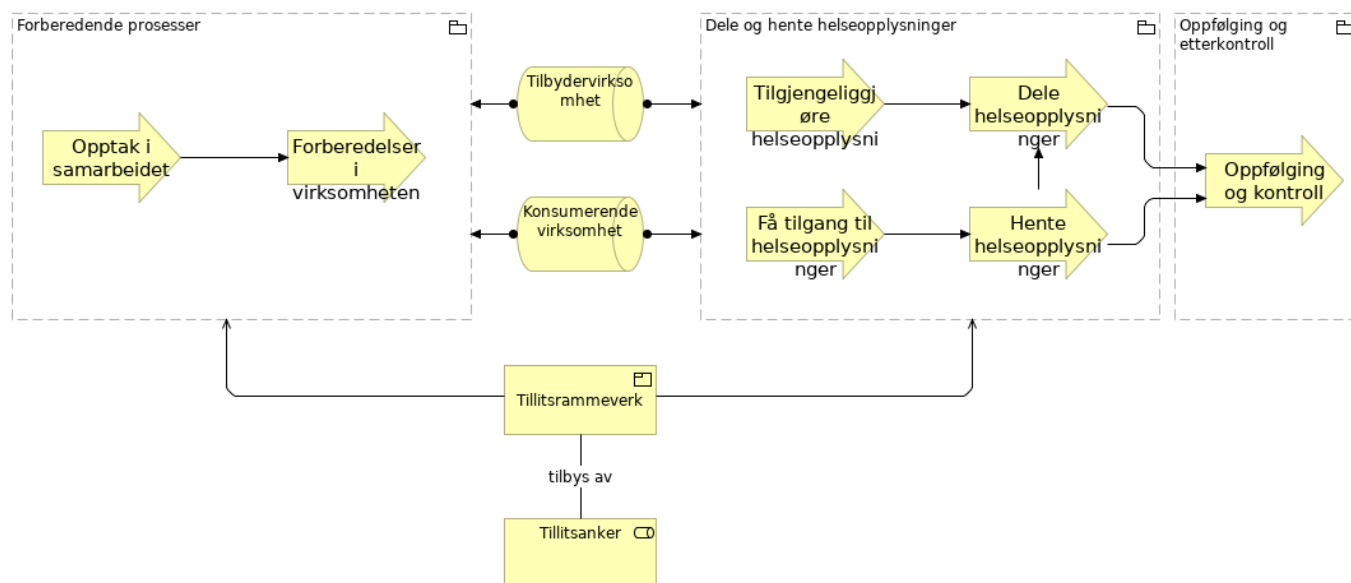 Forberedende prosesser
Opptak i
samarbeidet
Forberedelser
i
virksomheten
Tilbydervirkso
mhet
Konsumerende
virksomhet
Dele og hente helseopplysninger
Tilgjengeliggj
øre
helseopplysni
Dele
helseopplysni
nger
Få tilgang til
helseopplysni
nger
Hente
helseopplysni
nger
Oppfølging og
etterkontroll
Oppfølging
og kontroll
Tillitsrammeverk
tilbys av
Tillitsanker